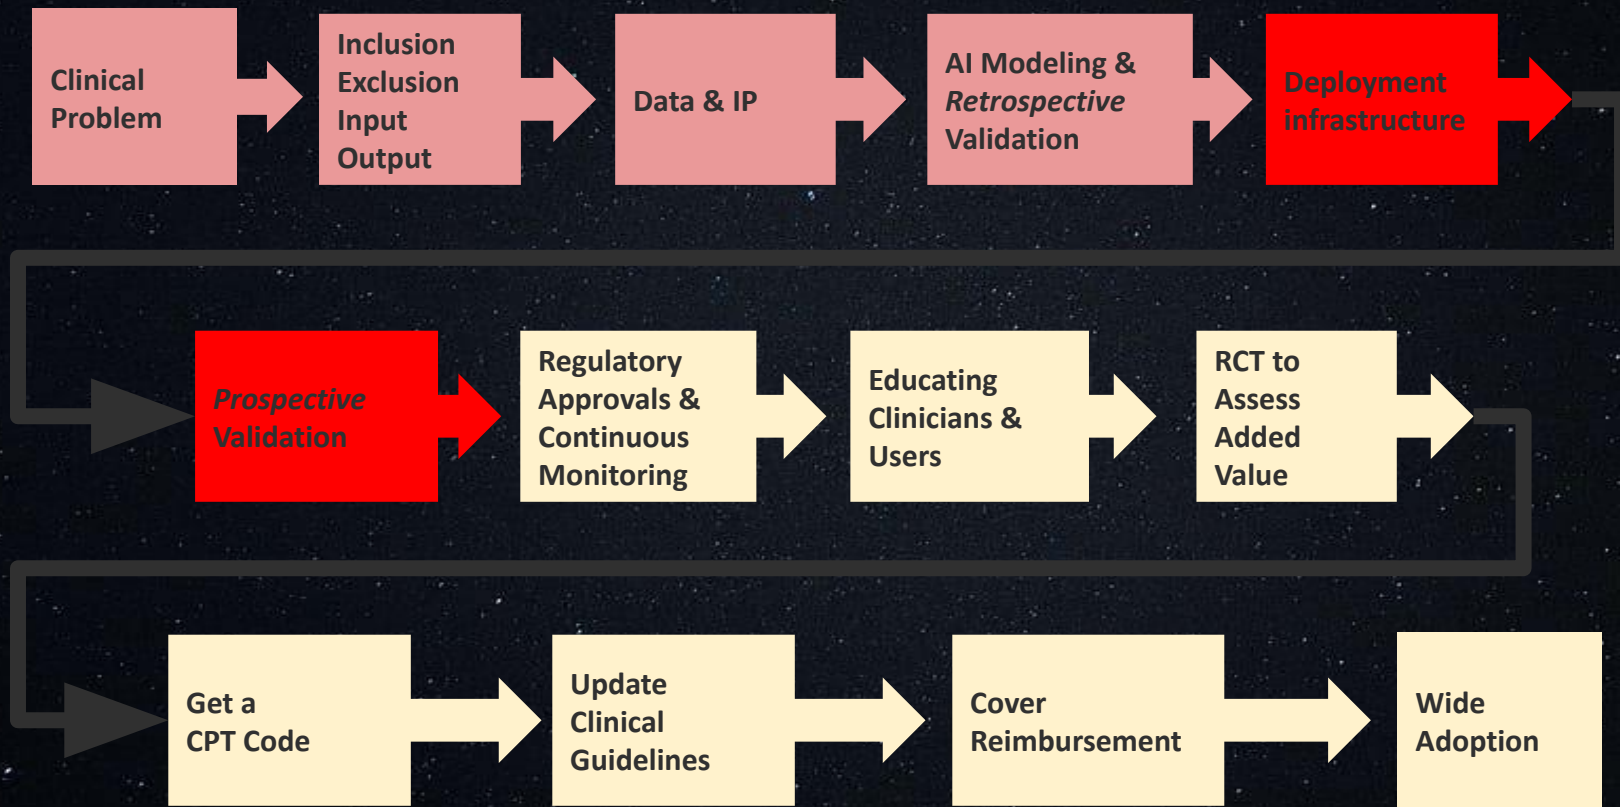 Clinical
Problem
Inclusion
Exclusion
Input
Output
Data & IP
AI Modeling &
Retrospective
Validation
Deployment
infrastructure
Prospective
Validation
Regulatory
Approvals &
Continuous
Monitoring
Educating
Clinicians &
Users
RCT to
Assess
Added
Value
Get a
CPT Code
Update
Clinical
Guidelines
Cover
Reimbursement
Wide
Adoption